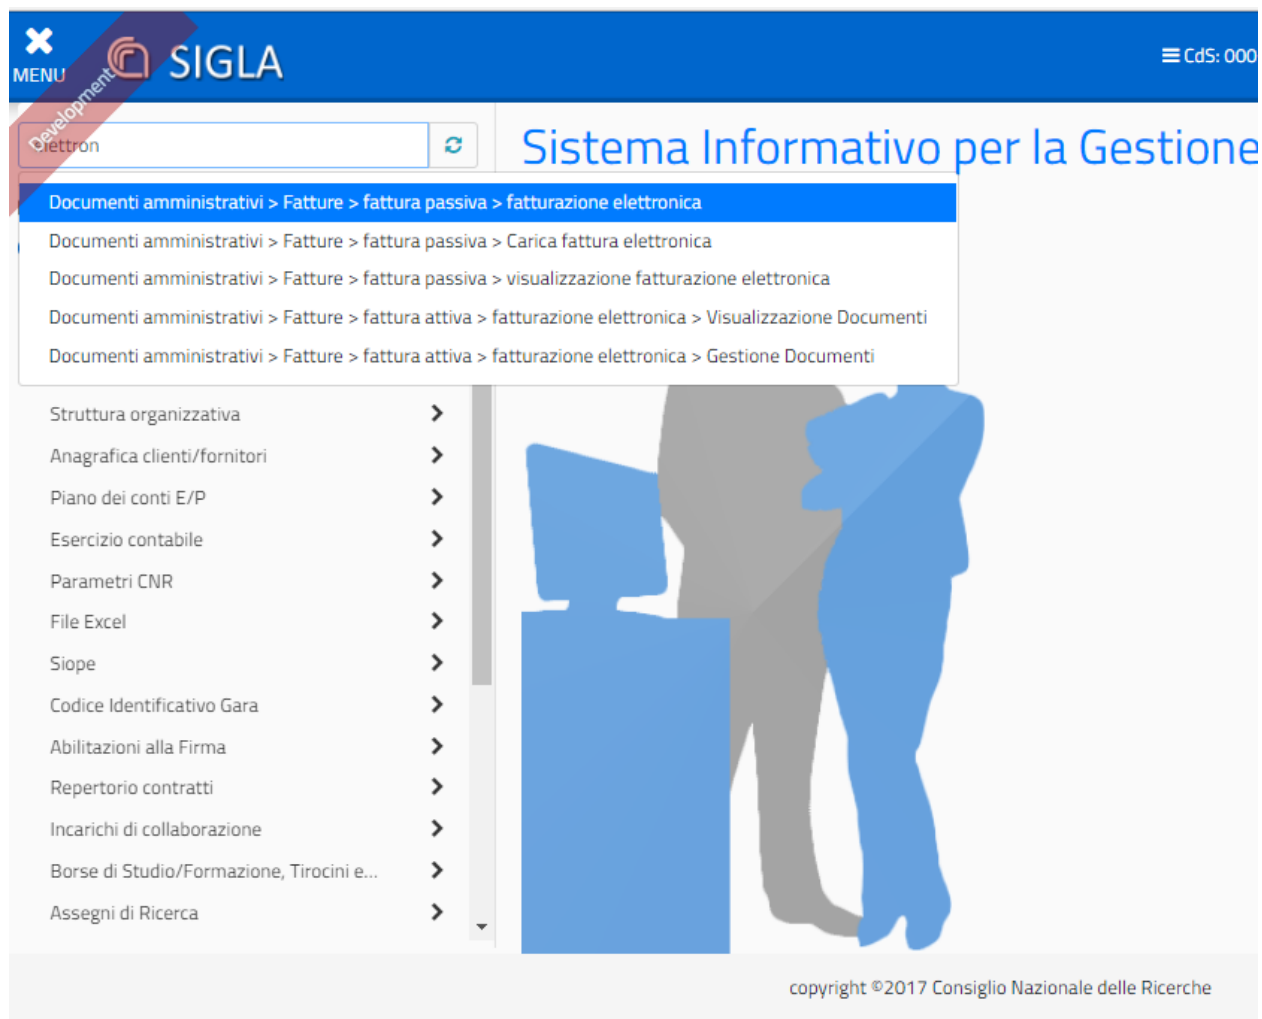 MENU
SIGLA
CdS: 000
Development
elettron
Sistema Informativo per la Gestione
Documenti amministrativi > Fatture > fattura passiva > fatturazione elettronica
Documenti amministrativi > Fatture > fattura passiva > Carica fattura elettronica
Documenti amministrativi > Fatture > fattura passiva > visualizzazione fatturazione elettronica
Documenti amministrativi > Fatture > fattura attiva > fatturazione elettronica > Visualizzazione Documenti
Documenti amministrativi > Fatture > fattura attiva > fatturazione elettronica > Gestione Documenti
Struttura organizzativa
Anagrafica clienti/fornitori
Piano dei conti E/P
Esercizio contabile
Parametri CNR
File Excel
Siope
Codice Identificativo Gara
Abilitazioni alla Firma
Repertorio contratti
Incarichi di collaborazione
Borse di Studio/Formazione, Tirocini e...
Assegni di Ricerca
copyright ©2017 Consiglio Nazionale delle Ricerche